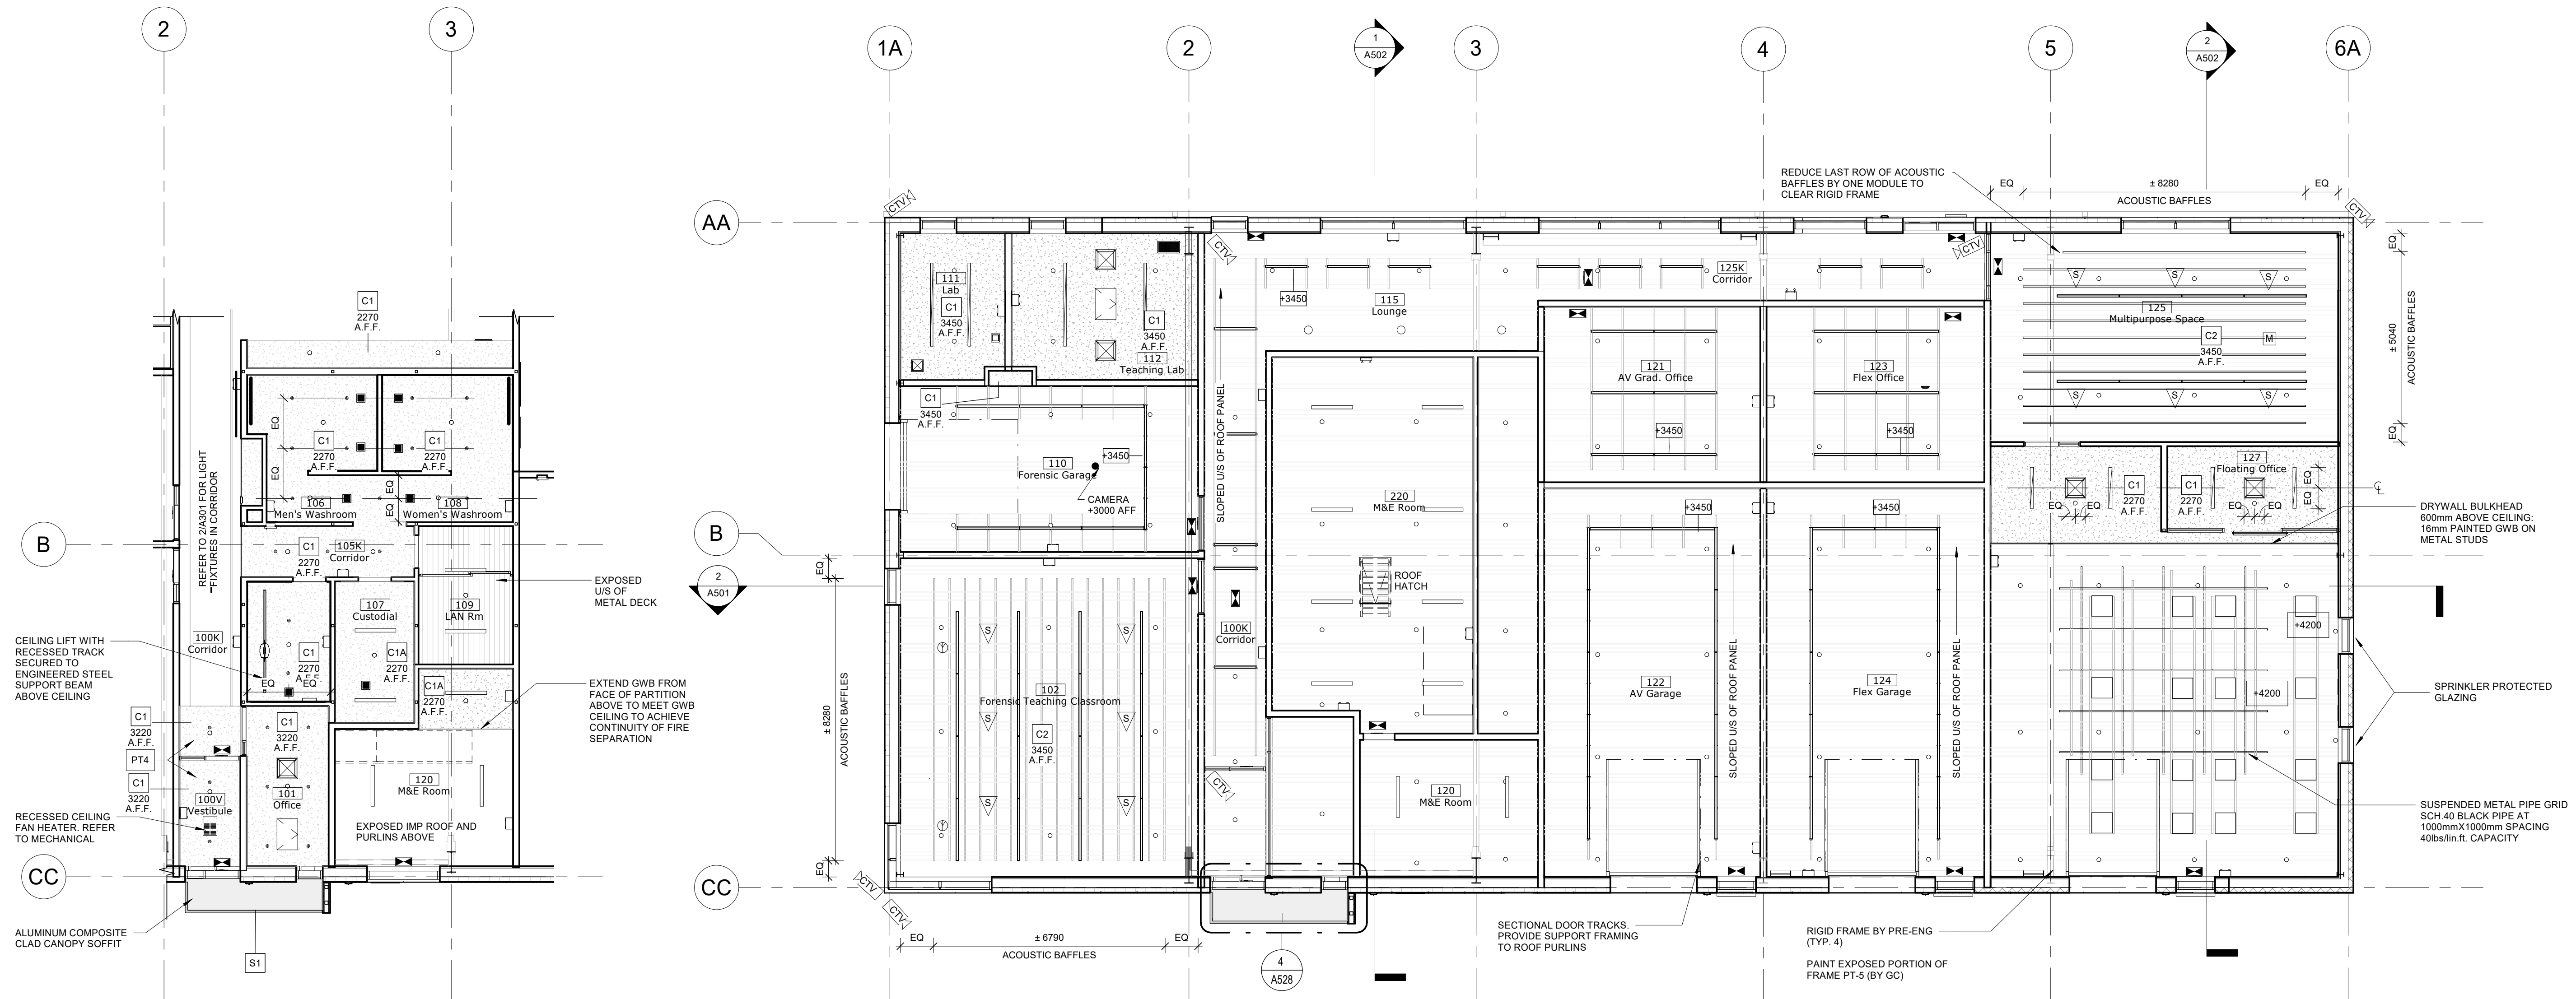 2
3
C1
2270
A.F.F.
REFER TO 2/A301 FOR LIGHT
FIXTURES IN CORRIDOR
EQ
EQ
C1
2270
A.F.F.
C1
2270
A.F.F.
EQ
EQ
106
Men's Washroom
108
Women's Washroom
B
C1
2270
A.F.F.
105K
Corridor
EXPOSED
U/S OF
METAL DECK
107
Custodial
109
LAN Rm
100K
Corridor
CEILING LIFT WITH
RECESSED TRACK
SECURED TO
ENGINEERED STEEL
SUPPORT BEAM
ABOVE CEILING
C1
2270
A.F.F.
EQ
EQ
C1A
2270
A.F.F.
C1A
2270
A.F.F.
EXTEND GWB FROM
FACE OF PARTITION
ABOVE TO MEET GWB
CEILING TO ACHIEVE
CONTINUITY OF FIRE
SEPARATION
C1
3220
A.F.F.
C1
3220
A.F.F.
PT4
C1
3220
A.F.F.
100V
Vestibule
101
Office
120
M&E Room
RECESSED CEILING
FAN HEATER. REFER
TO MECHANICAL
EXPOSED IMP ROOF AND
PURLINS ABOVE
CC
ALUMINUM COMPOSITE
CLAD CANOPY SOFFIT
S1
1A
2
1
A502
3
4
5
2
A502
6A
REDUCE LAST ROW OF ACOUSTIC
BAFFLES BY ONE MODULE TO
CLEAR RIGID FRAME
EQ
± 8280
EQ
ACOUSTIC BAFFLES
CTV
CTV
AA
CTV
CTV
EQ
± 5040
ACOUSTIC BAFFLES
EQ
111
Lab
C1
3450
A.F.F.
C1
3450
A.F.F.
112
Teaching Lab
+3450
115
Lounge
125K
Corridor
S
S
S
125
Multipurpose Space
C2
3450
A.F.F.
M
S
S
S
SLOPED U/S OF ROOF PANEL
121
AV Grad. Office
+3450
123
Flex Office
+3450
C1
3450
A.F.F.
110
Forensic Garage
+3450
CAMERA
+3000 AFF
220
M&E Room
ROOF
HATCH
+3450
+3450
127
Floating Office
C1
2270
A.F.F.
C1
2270
A.F.F.
EQ
EQ
EQ
EQ
EQ
EQ
CL
DRYWALL BULKHEAD
600mm ABOVE CEILING:
16mm PAINTED GWB ON
METAL STUDS
B
2
A501
EQ
± 8280
ACOUSTIC BAFFLES
EQ
S
S
102
Forensic Teaching Classroom
S
S
C2
3450
A.F.F.
S
S
100K
Corridor
122
AV Garage
SLOPED U/S OF ROOF PANEL
124
Flex Garage
SLOPED U/S OF ROOF PANEL
+4200
+4200
SPRINKLER PROTECTED
GLAZING
SUSPENDED METAL PIPE GRID
SCH.40 BLACK PIPE AT
1000mmX1000mm SPACING
40lbs/lin.ft. CAPACITY
CTV
120
M&E Room
CC
CTV
CTV
EQ
± 6790
EQ
ACOUSTIC BAFFLES
4
A528
SECTIONAL DOOR TRACKS.
PROVIDE SUPPORT FRAMING
TO ROOF PURLINS
RIGID FRAME BY PRE-ENG
(TYP. 4)
PAINT EXPOSED PORTION OF
FRAME PT-5 (BY GC)